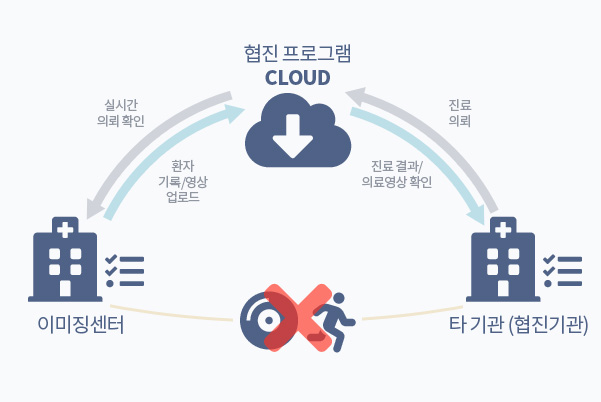 협진 프로그램
CLOUD
실시간
의뢰 확인
진료
의뢰
환자
기록/영상
업로드
진료 결과/
의료영상 확인
이미징센터
타 기관 (협진기관)